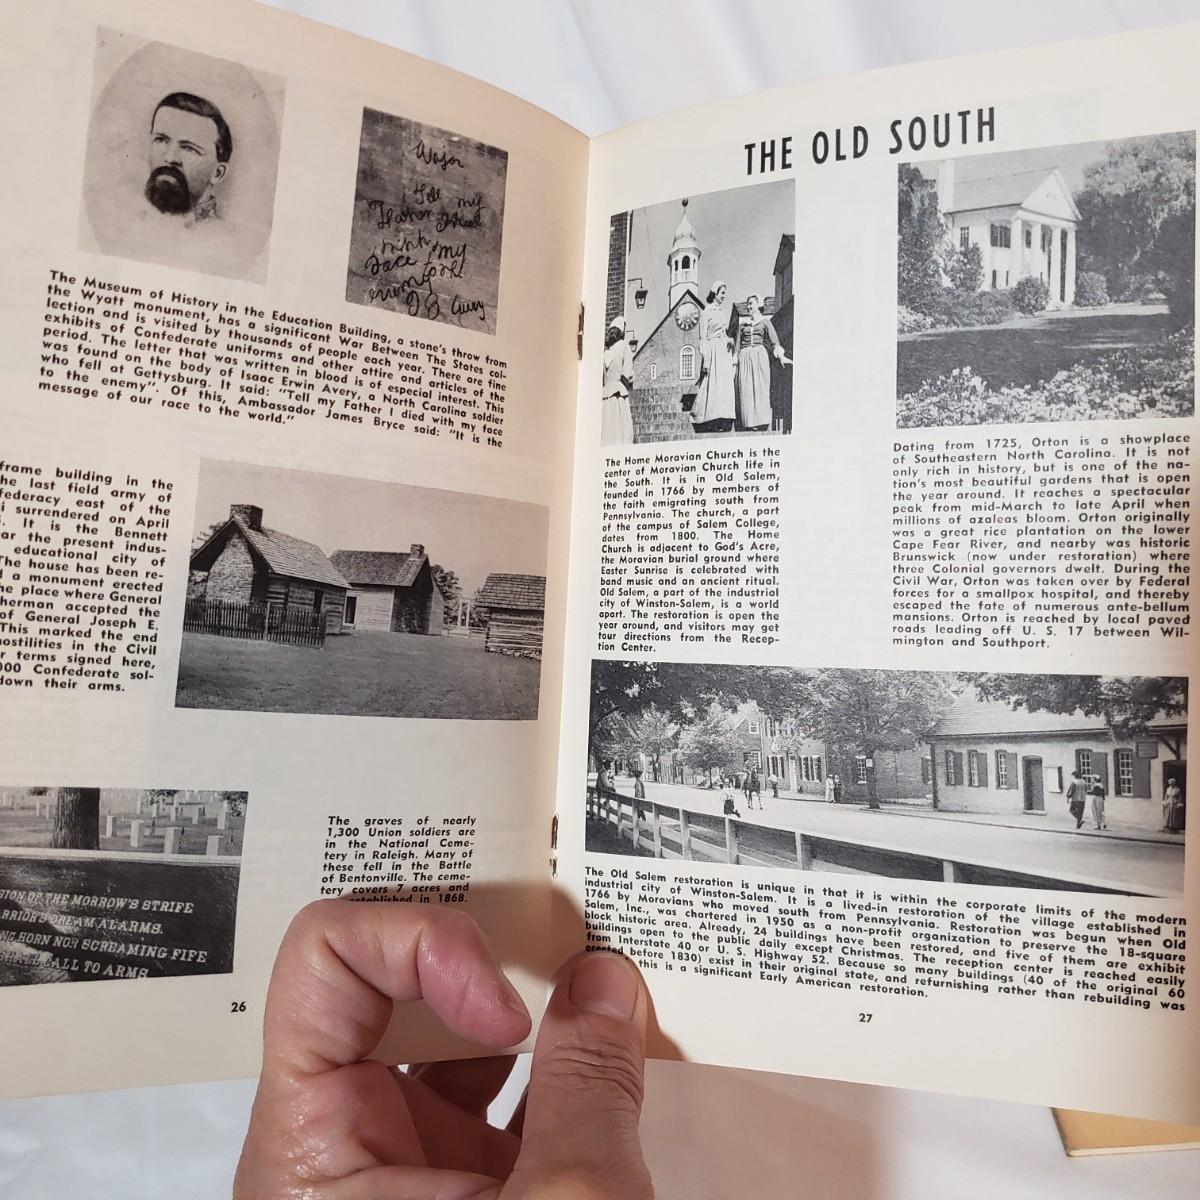 Major
Tell my
Father I died
with my
face to the
enemy
The Museum of History in the Education Building, a stone's throw from
the Wyatt monument, has a significant War Between The States col-
lection and is visited by thousands of people each year. There are fine
exhibits of Confederate uniforms and other attire and articles of the
period. The letter that was written in blood is of especial interest. This
was found on the body of Isaac Erwin Avery, a North Carolina soldier
who fell at Gettysburg. It said: "Tell my Father I died with my face
to the enemy". Of this, Ambassador James Bryce said: "It is the
message of our race to the world."
frame building in the
he last field army of
federacy east of the
i surrendered on April
. It is the Bennett
ar the present indus-
educational city of
The house has been re-
d a monument erected
he place where General
herman accepted the
of General Joseph E.
This marked the end
ostilities in the Civil
r terms signed here,
000 Confederate sol-
down their arms.
ION OF THE MORROW'S STRIFE
RRIOR'S DREAM ALARMS.
NG HORN NOR SCREAMING FIFE
SHALL CALL TO ARMS
The graves of nearly
1,300 Union soldiers are
in the National Ceme-
tery in Raleigh. Many of
these fell in the Battle
of Bentonville. The ceme-
tery covers 7 acres and
established in 1868.
26
THE OLD SOUTH
The Home Moravian Church is the
center of Moravian Church life in
the South. It is in Old Salem,
founded in 1766 by members of
the faith emigrating south from
Pennsylvania. The church, a part
of the campus of Salem College,
dates from 1800. The Home
Church is adjacent to God's Acre,
the Moravian burial ground where
Easter Sunrise is celebrated with
band music and an ancient ritual.
Old Salem, a part of the industrial
city of Winston-Salem, is a world
apart. The restoration is open the
year around, and visitors may get
tour directions from the Recep-
tion Center.
Dating from 1725, Orton is a showplace
of Southeastern North Carolina. It is not
only rich in history, but is one of the na-
tion's most beautiful gardens that is open
the year around. It reaches a spectacular
peak from mid-March to late April when
millions of azaleas bloom. Orton originally
was a great rice plantation on the lower
Cape Fear River, and nearby was historic
Brunswick (now under restoration) where
three Colonial governors dwelt. During the
Civil War, Orton was taken over by Federal
forces for a smallpox hospital, and thereby
escaped the fate of numerous ante-bellum
mansions. Orton is reached by local paved
roads leading off U. S. 17 between Wil-
mington and Southport.
The Old Salem restoration is unique in that it is within the corporate limits of the modern
industrial city of Winston-Salem. It is a lived-in restoration of the village established in
1766 by Moravians who moved south from Pennsylvania. Restoration was begun when Old
Salem, Inc., was chartered in 1950 as a non-profit organization to preserve the 18-square
block historic area. Already, 24 buildings have been restored, and five of them are exhibit
buildings open to the public daily except Christmas. The reception center is reached easily
from Interstate 40 or U. S. Highway 52. Because so many buildings (40 of the original 60
erected before 1830) exist in their original state, and refurnishing rather than rebuilding was
this is a significant Early American restoration.
27